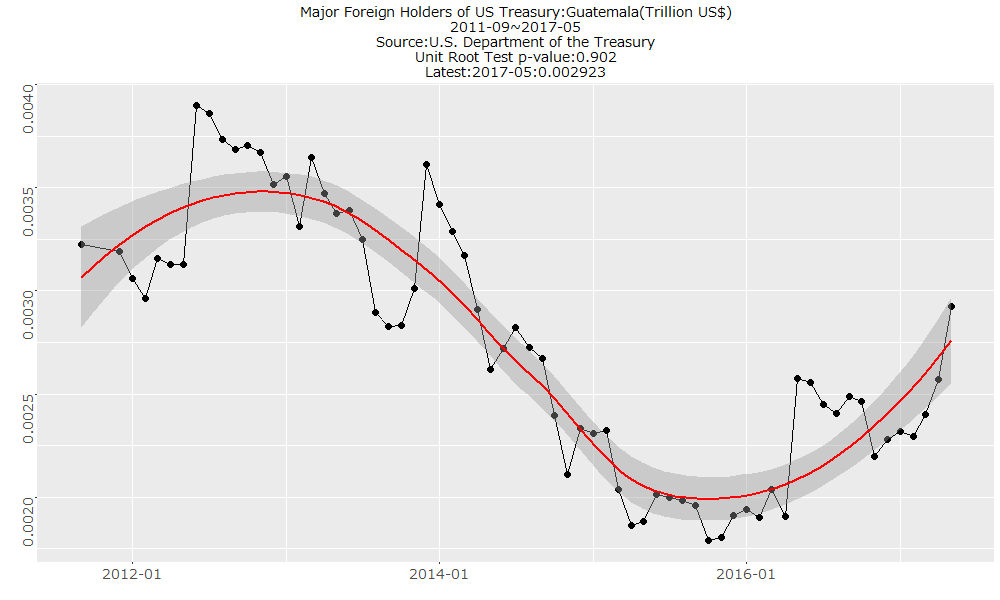 Major Foreign Holders of US Treasury:Guatemala(Trillion US$)
2011-09~2017-05
Source:U.S. Department of the Treasury
Unit Root Test p-value:0.902
Latest:2017-05:0.002923
0.0040
0.0035
0.0030
0.0025
0.0020
2012-01
2014-01
2016-01